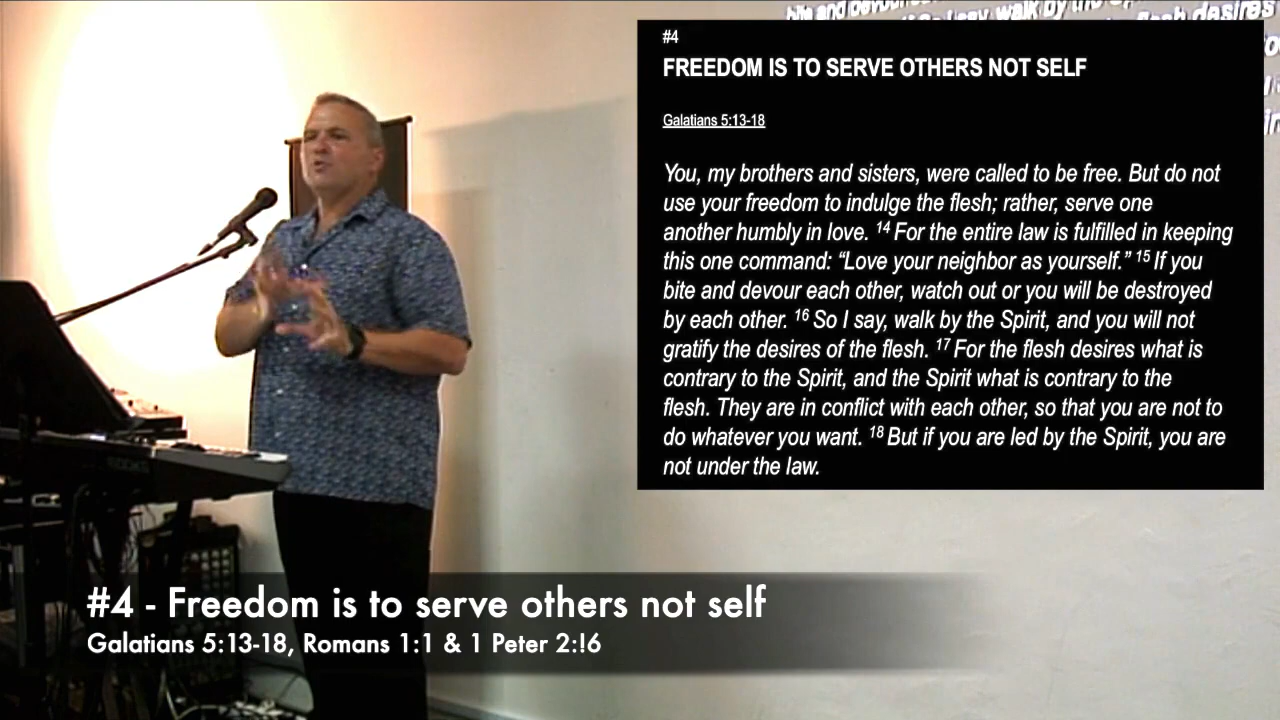 bite and devour
walk by the
flesh desires
#4
FREEDOM IS TO SERVE OTHERS NOT SELF
Galatians 5:13-18
You, my brothers and sisters, were called to be free. But do not
use your freedom to indulge the flesh; rather, serve one
another humbly in love. 14 For the entire law is fulfilled in keeping
this one command: “Love your neighbor as yourself.” 15 If you
bite and devour each other, watch out or you will be destroyed
by each other. 16 So I say, walk by the Spirit, and you will not
gratify the desires of the flesh. 17 For the flesh desires what is
contrary to the Spirit, and the Spirit what is contrary to the
flesh. They are in conflict with each other, so that you are not to
do whatever you want. 18 But if you are led by the Spirit, you are
not under the law.
#4 - Freedom is to serve others not self
Galatians 5:13-18, Romans 1:1 & 1 Peter 2:!6